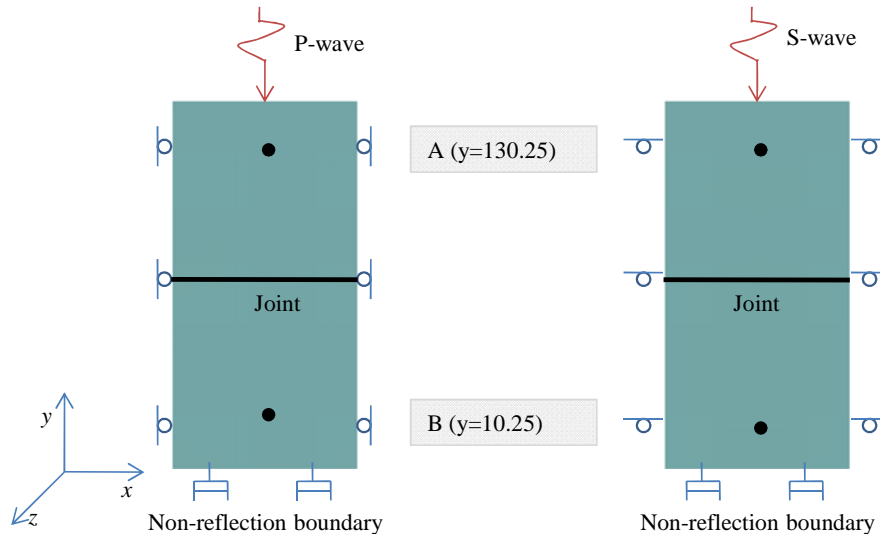 P-wave
S-wave
A (y=130.25)
Joint
Joint
B (y=10.25)
y
x
z
Non-reflection boundary
Non-reflection boundary